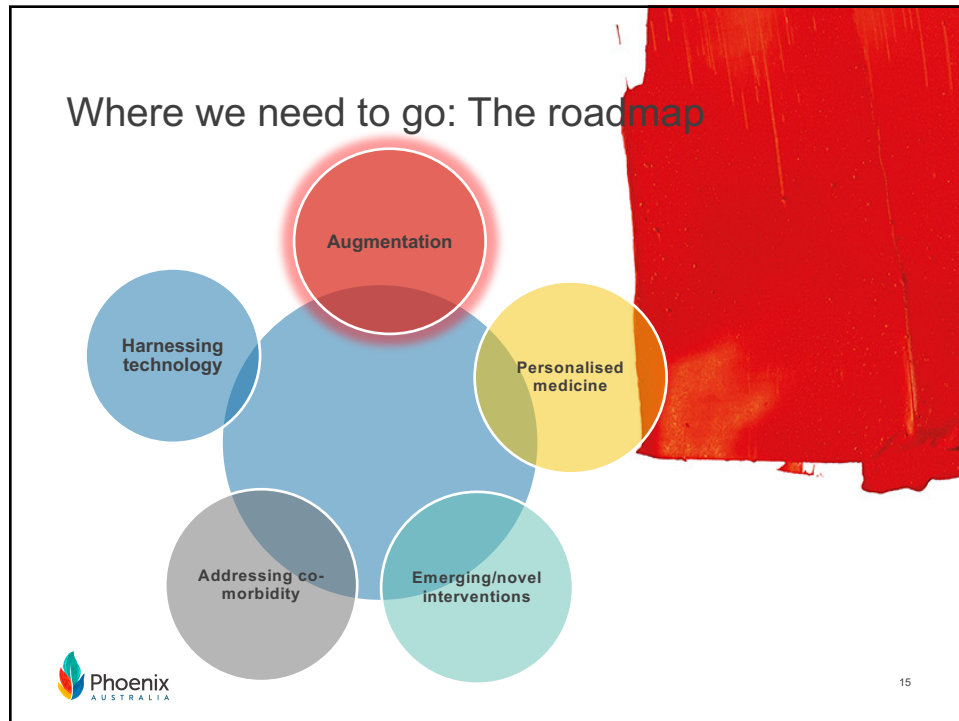 Where we need to go: The roadmap
Augmentation
Harnessing
technology
Personalised
medicine
Addressing co-
morbidity
Emerging/novel
interventions
Phoenix
AUSTRALIA
15